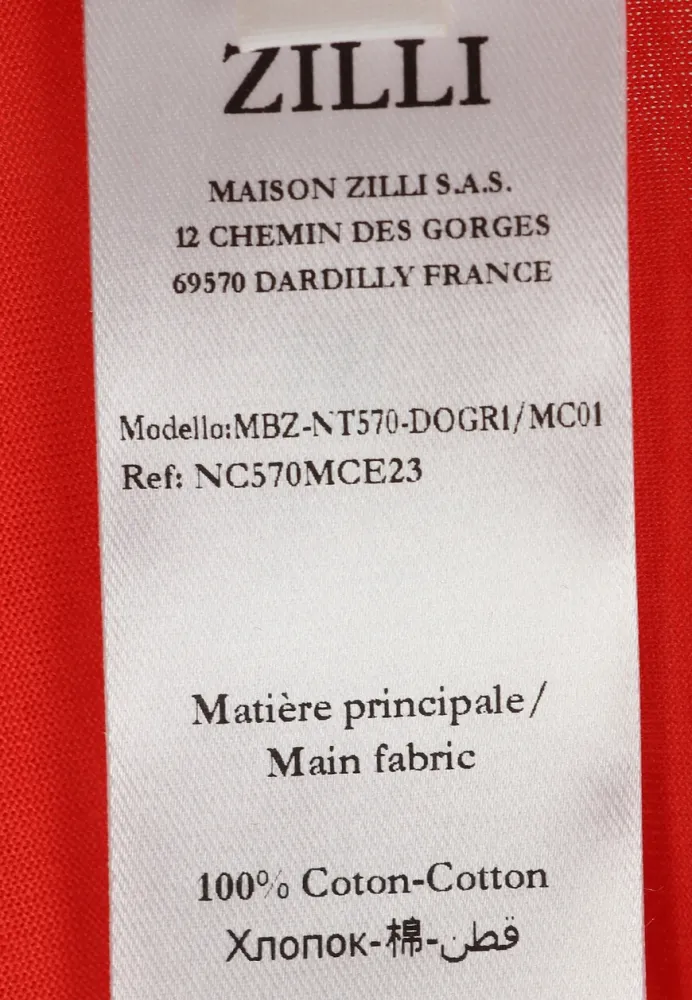 ZILLI
MAISON ZILLI S.A.S.
12 CHEMIN DES GORGES
69570 DARDILLY FRANCE
Modello:MBZ-NT570-DOGR1/MC01
Ref: NC570MCE23
Matière principale/
Main fabric
100% Coton-Cotton
Хлопок-棉-قطن